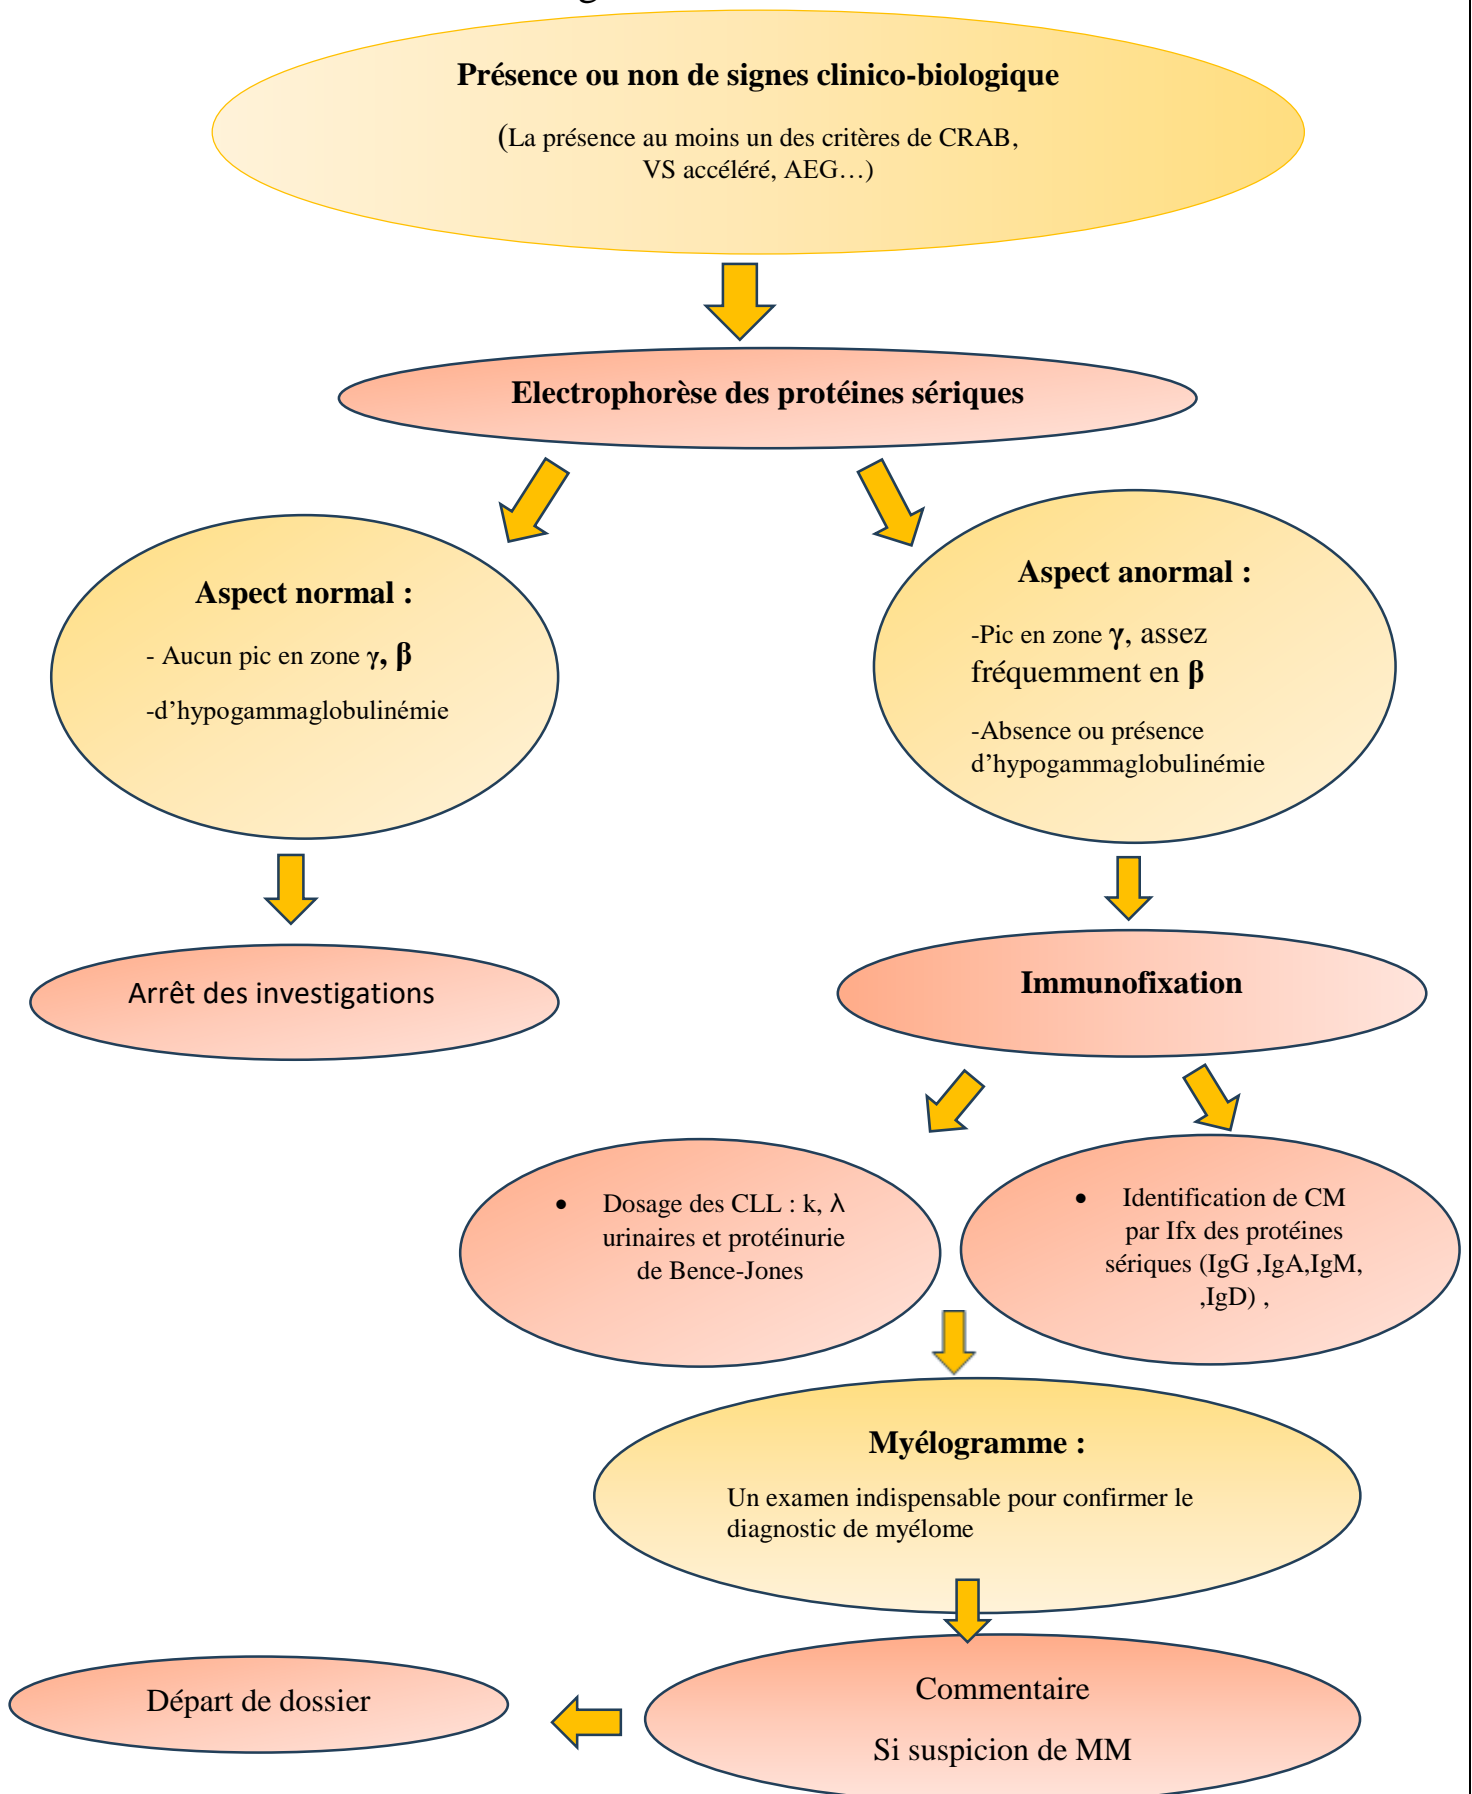 Présence ou non de signes clinico-biologique
(La présence au moins un des critères de CRAB,
VS accéléré, AEG…)
Electrophorèse des protéines sériques
Aspect normal :
- Aucun pic en zone γ, β
-d’hypogammaglobulinémie
Aspect anormal :
-Pic en zone γ, assez
fréquemment en β
-Absence ou présence
d’hypogammaglobulinémie
Arrêt des investigations
Immunofixation
• Dosage des CLL : k, λ
urinaires et protéinurie
de Bence-Jones
• Identification de CM
par Ifx des protéines
sériques (IgG ,IgA,IgM,
,IgD) ,
Myélogramme :
Un examen indispensable pour confirmer le
diagnostic de myélome
Commentaire
Si suspicion de MM
Départ de dossier